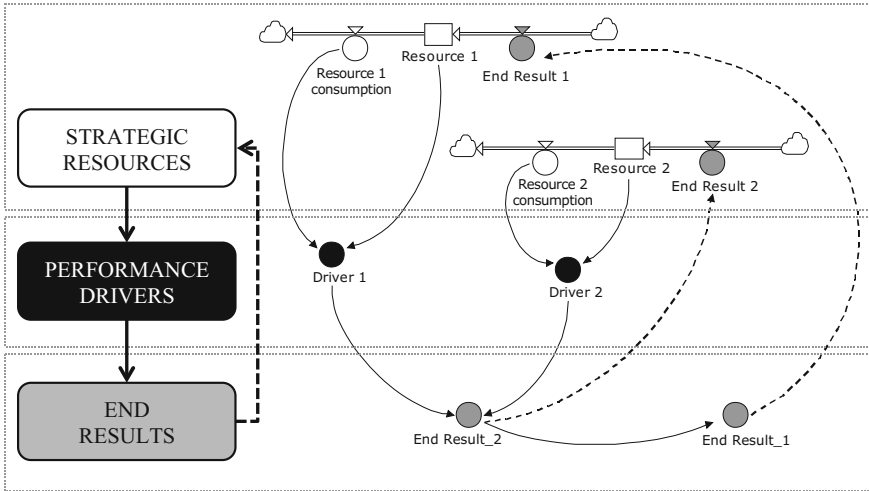 Resource 1
consumption
Resource 1
End Result 1
STRATEGIC
RESOURCES
Resource 2
consumption
Resource 2
End Result 2
PERFORMANCE
DRIVERS
Driver 1
Driver 2
END
RESULTS
End Result_2
End Result_1